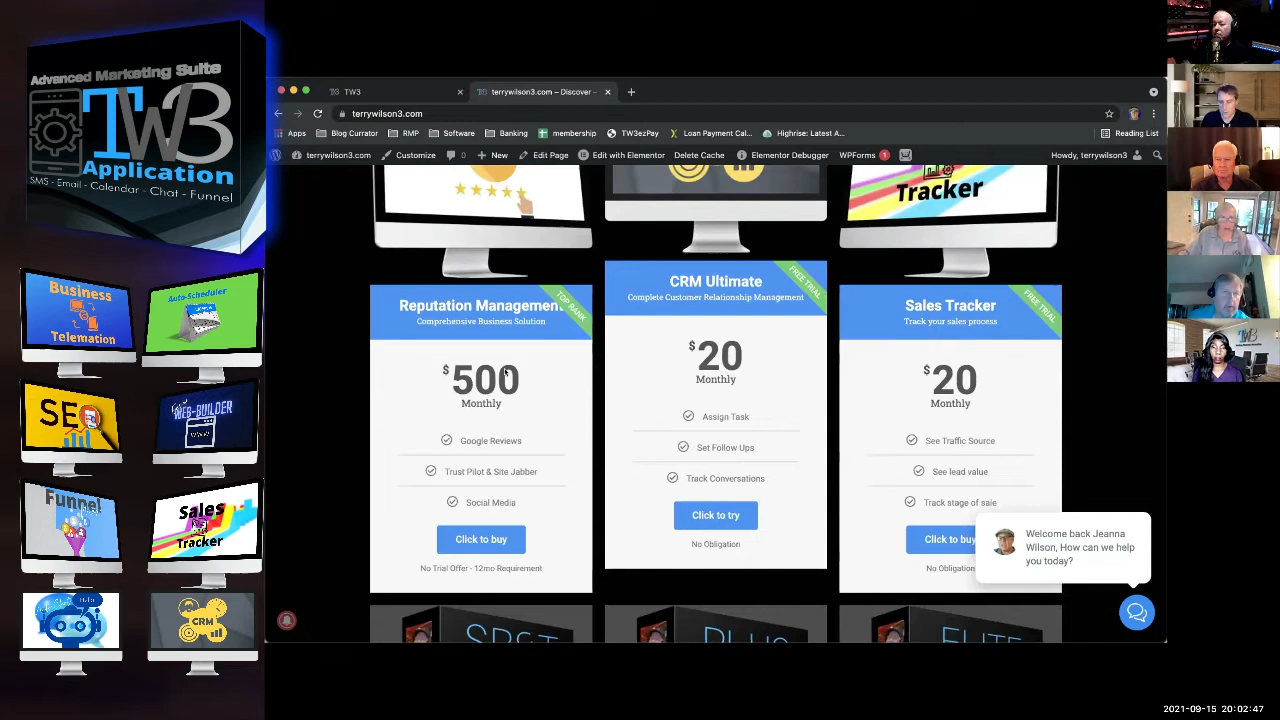 Advanced Marketing Suite
TW3
Application
SMS - Email - Calendar - Chat - Funnel
Business
Telemation
Auto-Scheduler
SEO
WEB-BUILDER
WWW
Funnel
Sales
Tracker
Help
CRM
TW3
terrywilson3.com – Discover –
terrywilson3.com
Apps
Blog Currator
RMP
Software
Banking
membership
TW3ezPay
Loan Payment Cal...
Highrise: Latest A...
Reading List
terrywilson3.com
Customize
0
New
Edit Page
Edit with Elementor
Delete Cache
Elementor Debugger
WPForms 1
Howdy, terrywilson3
Tracker
Reputation Management
Comprehensive Business Solution
TOP RANK
$500
Monthly
Google Reviews
Trust Pilot & Site Jabber
Social Media
Click to buy
No Trial Offer - 12mo Requirement
CRM Ultimate
Complete Customer Relationship Management
FREE TRIAL
$20
Monthly
Assign Task
Set Follow Ups
Track Conversations
Click to try
No Obligation
Sales Tracker
Track your sales process
FREE TRIAL
$20
Monthly
See Traffic Source
See lead value
Track stage of sale
Click to buy
No Obligation
Welcome back Jeanna
Wilson, How can we help
you today?
PLUS
ELITE
TW3
2021-09-15 20:02:47